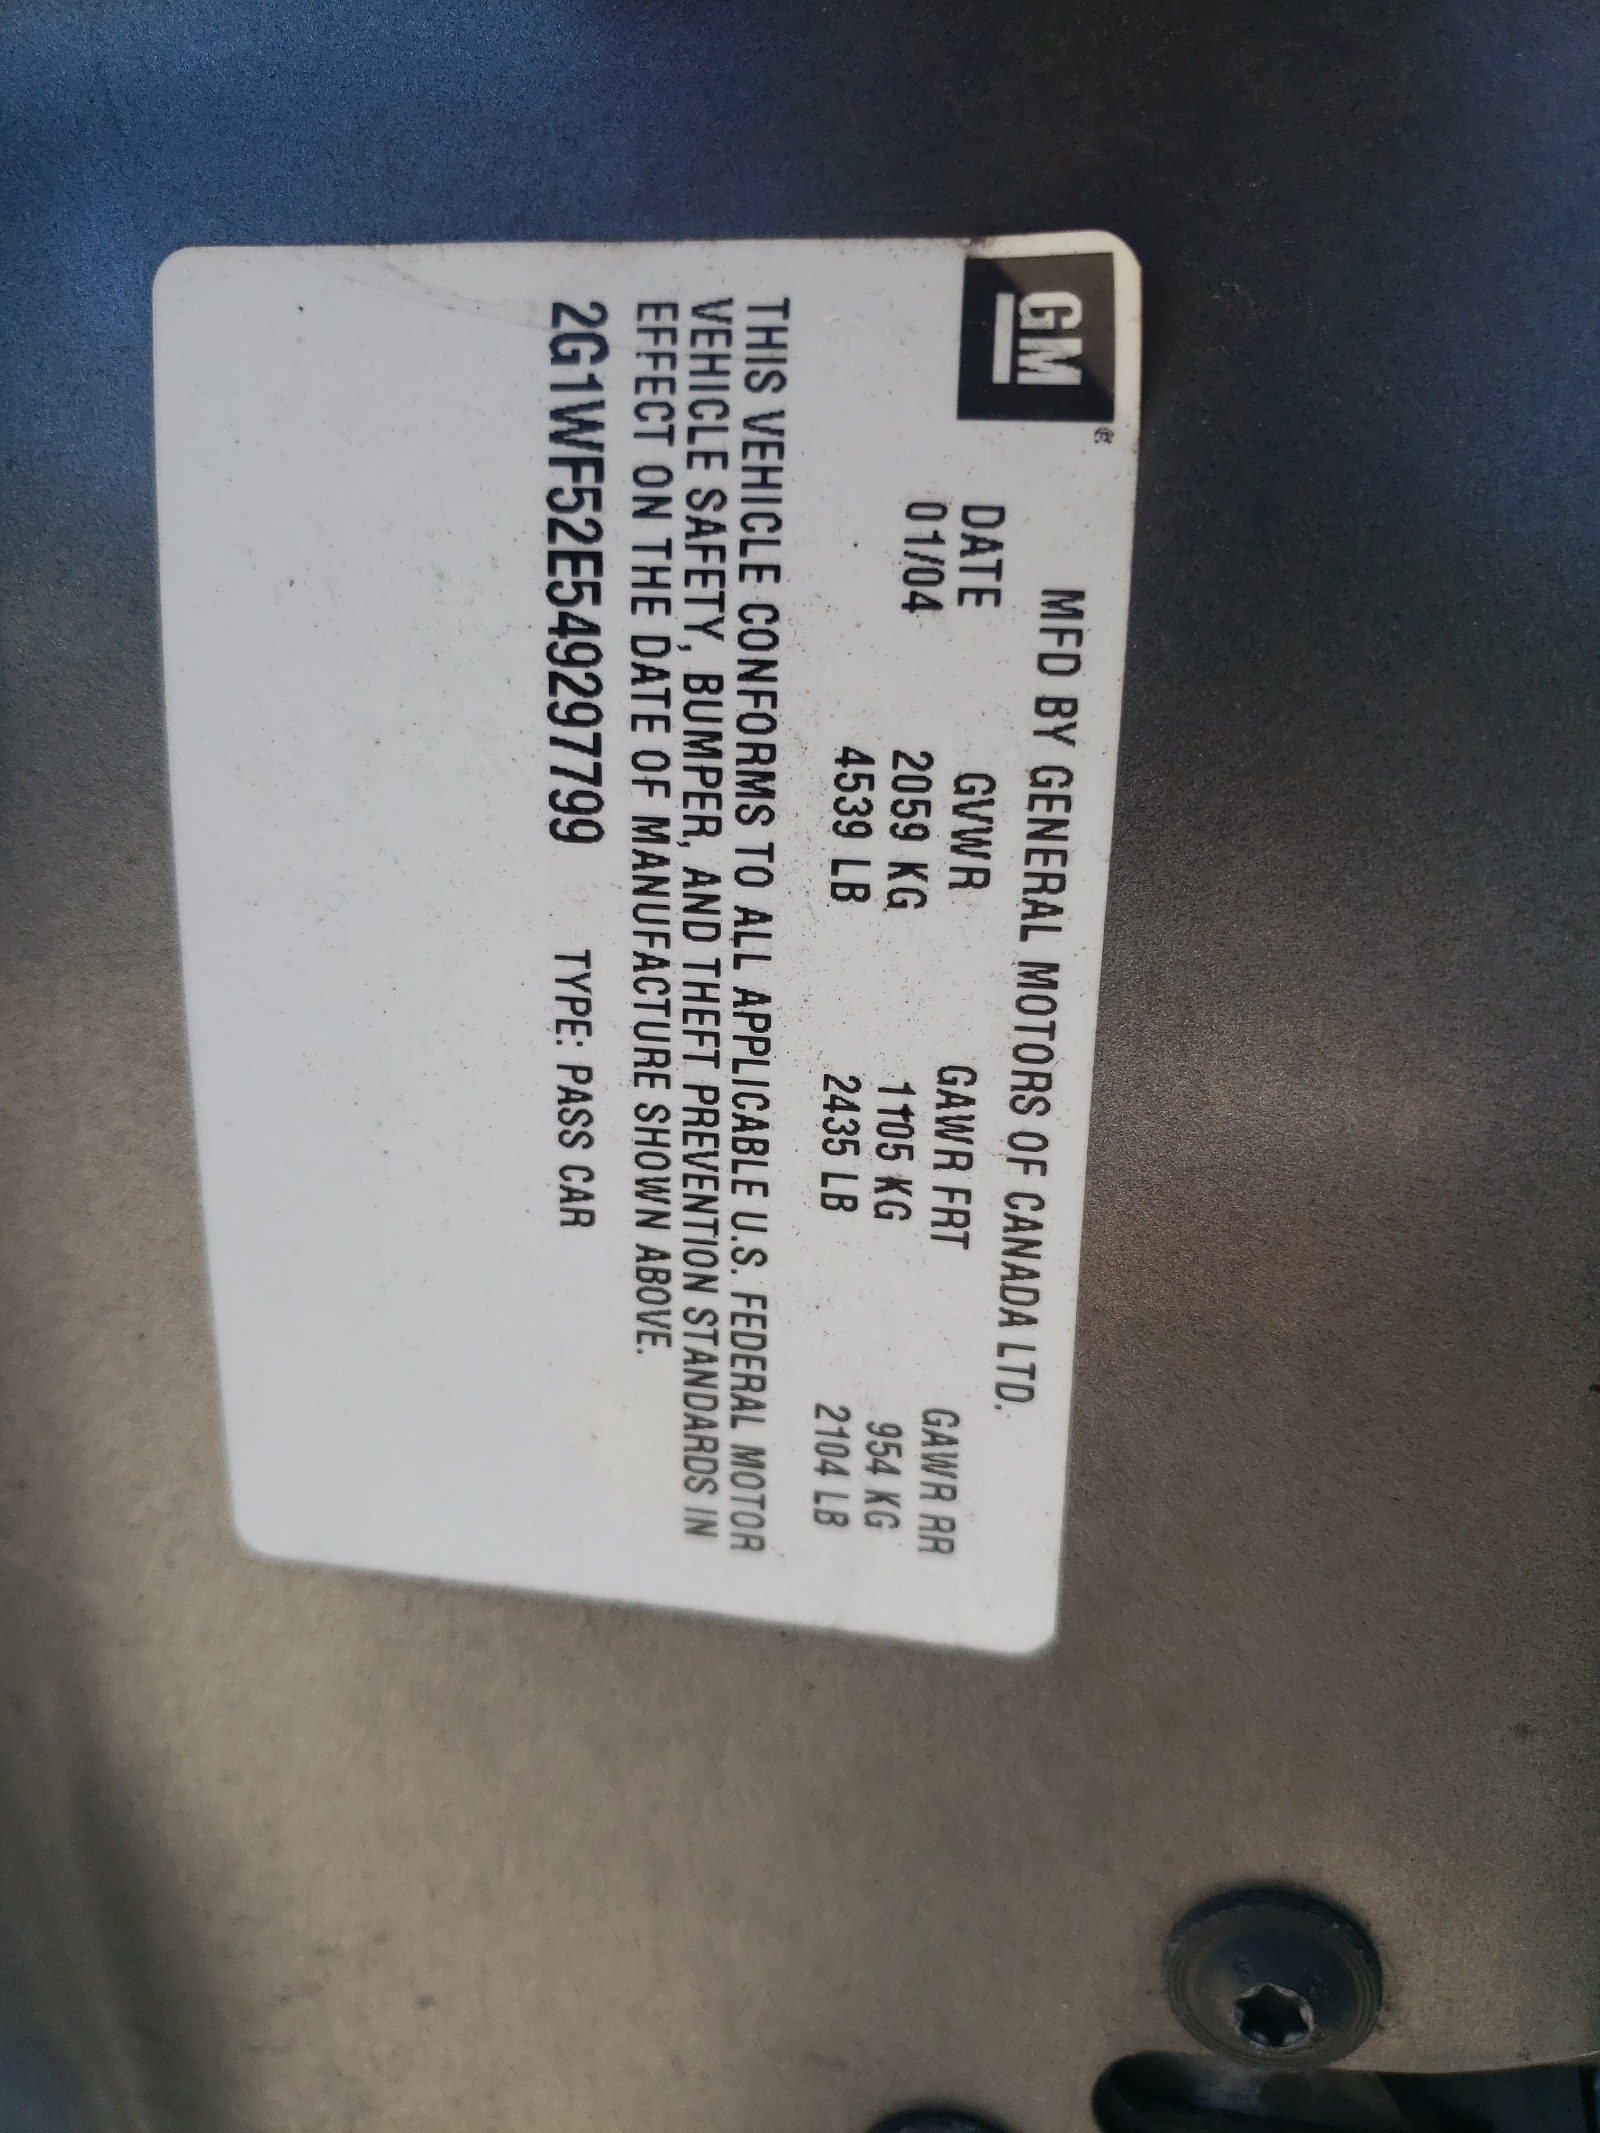 GM®
MFD BY GENERAL MOTORS OF CANADA LTD.
DATE GVWR GAWR FRT GAWR RR
01/04 2059 KG 1105 KG 954 KG
4539 LB 2435 LB 2104 LB
THIS VEHICLE CONFORMS TO ALL APPLICABLE U.S. FEDERAL MOTOR
VEHICLE SAFETY, BUMPER, AND THEFT PREVENTION STANDARDS IN
EFFECT ON THE DATE OF MANUFACTURE SHOWN ABOVE.
2G1WF52E549297799 TYPE: PASS CAR